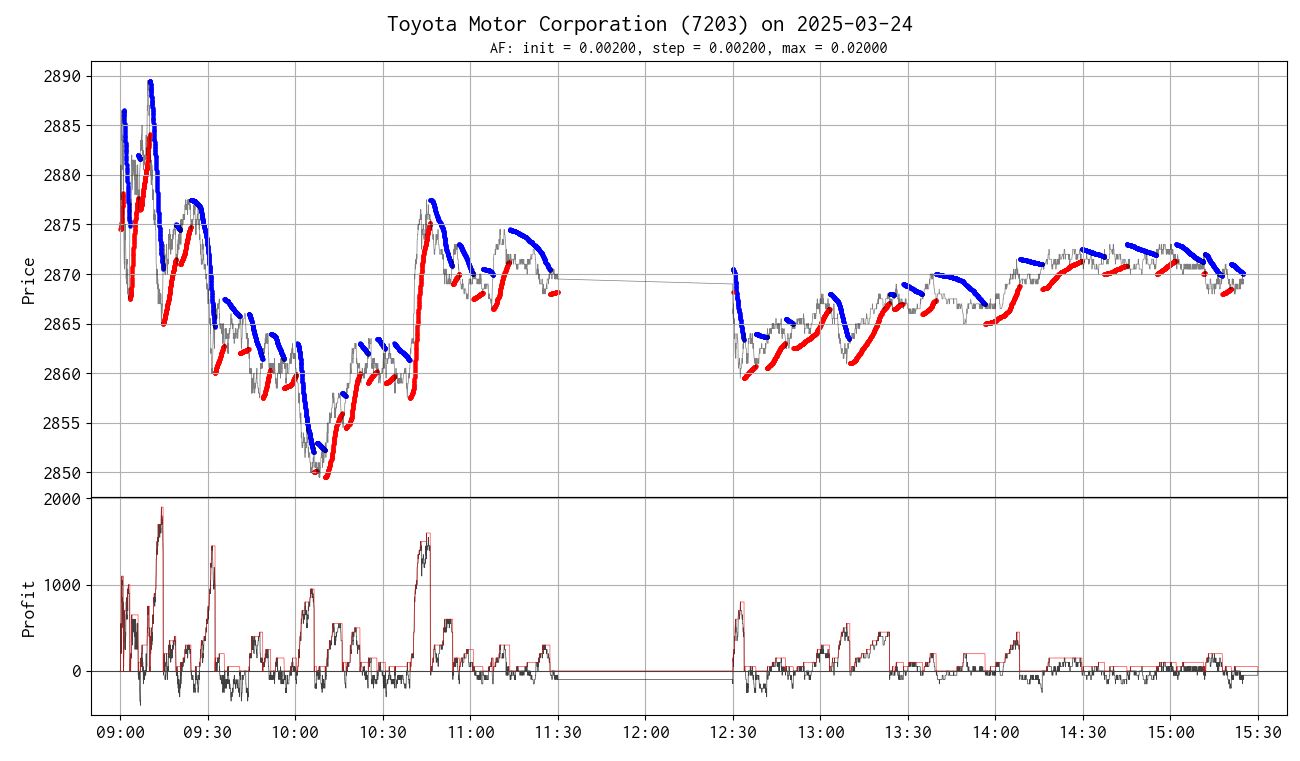 Toyota Motor Corporation (7203) on 2025-03-24
AF: init = 0.00200, step = 0.00200, max = 0.02000
Price
2890
2885
2880
2875
2870
2865
2860
2855
2850
Profit
2000
1000
0
09:00 09:30 10:00 10:30 11:00 11:30 12:00 12:30 13:00 13:30 14:00 14:30 15:00 15:30